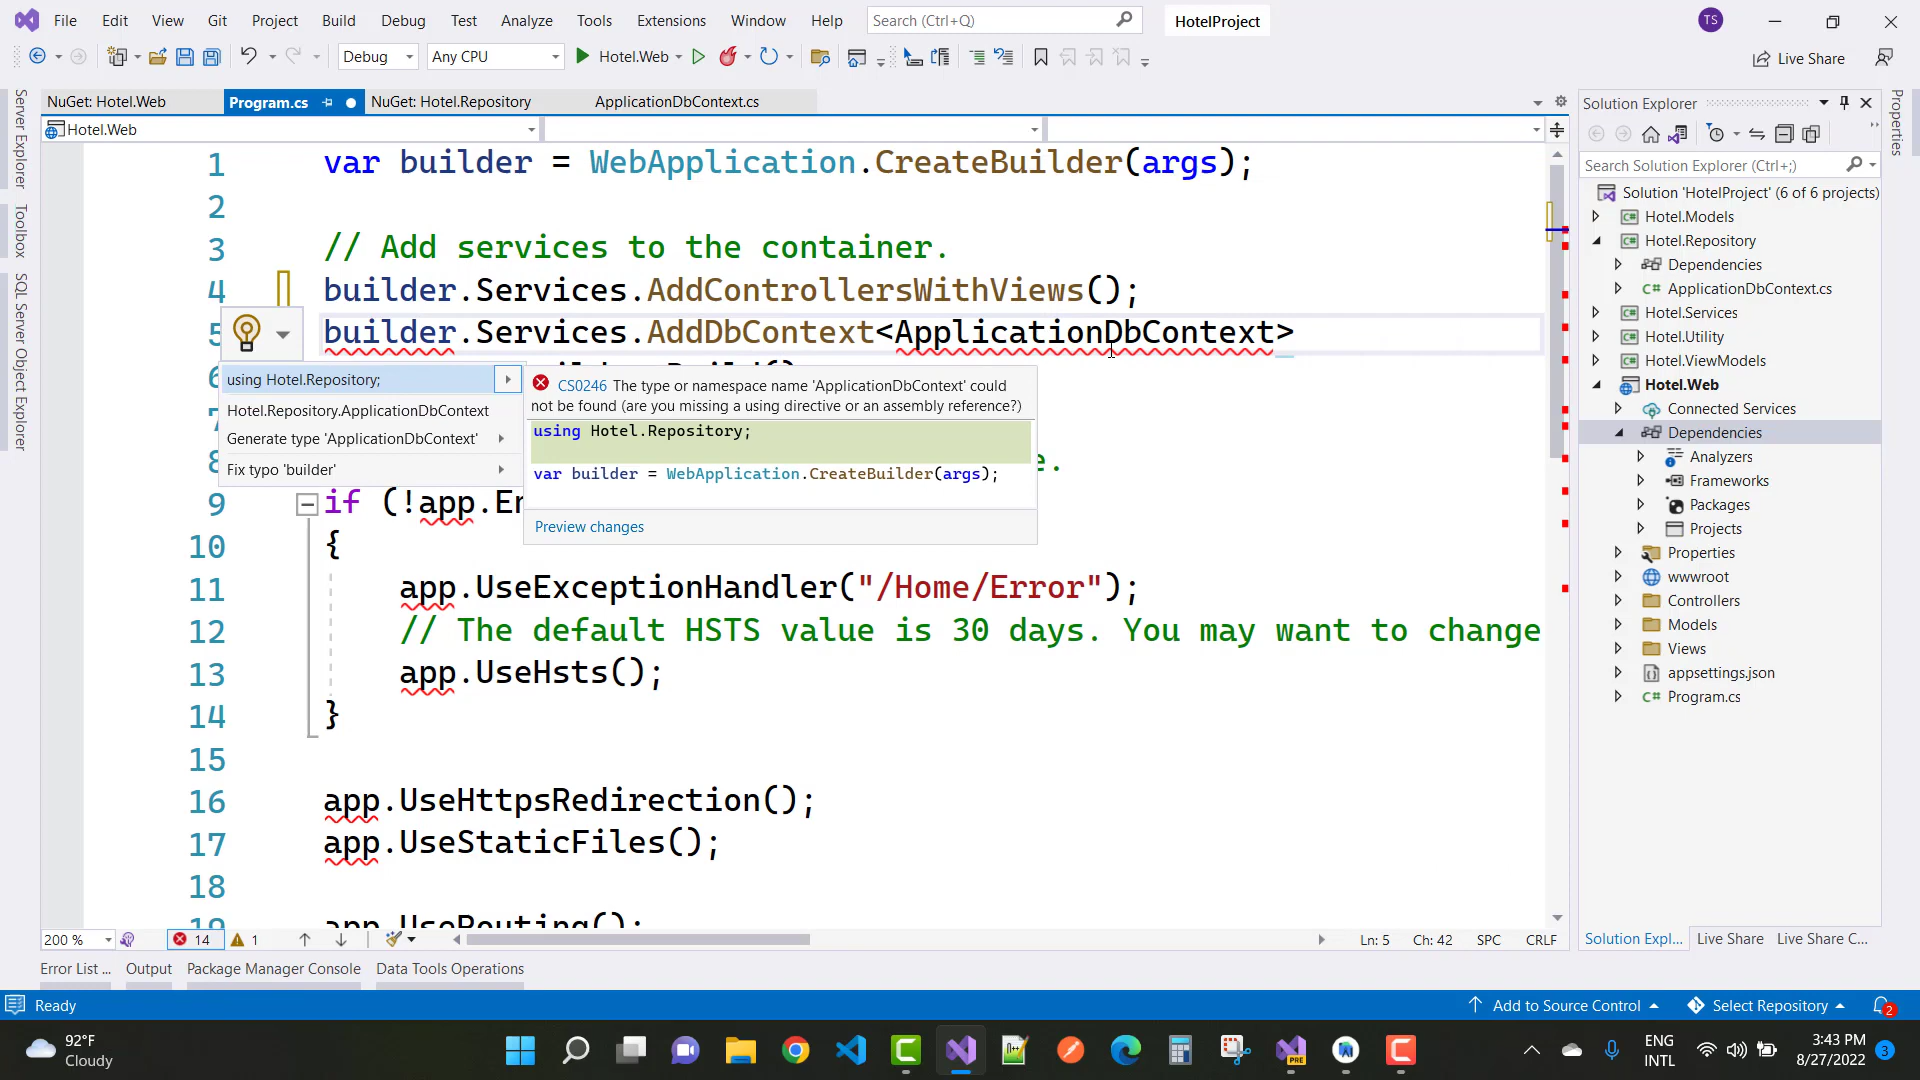 File Edit View Git Project Build Debug Test Analyze Tools Extensions Window Help Search (Ctrl+Q) HotelProject TS
Debug Any CPU Hotel.Web Live Share
NuGet: Hotel.Web Program.cs NuGet: Hotel.Repository ApplicationDbContext.cs
Hotel.Web
Server Explorer
Toolbox
SQL Server Object Explorer
1 var builder = WebApplication.CreateBuilder(args);
2
3 // Add services to the container.
4 builder.Services.AddControllersWithViews();
5 builder.Services.AddDbContext<ApplicationDbContext>
using Hotel.Repository;
Hotel.Repository.ApplicationDbContext
Generate type 'ApplicationDbContext'
Fix typo 'builder'
CS0246 The type or namespace name 'ApplicationDbContext' could
not be found (are you missing a using directive or an assembly reference?)
using Hotel.Repository;
var builder = WebApplication.CreateBuilder(args);
Preview changes
8 e.
9 if (!app.En
10 {
11 app.UseExceptionHandler("/Home/Error");
12 // The default HSTS value is 30 days. You may want to change
13 app.UseHsts();
14 }
15
16 app.UseHttpsRedirection();
17 app.UseStaticFiles();
18
19 app.UseRouting();
200 % 14 1 Ln: 5 Ch: 42 SPC CRLF
Error List ... Output Package Manager Console Data Tools Operations
Solution Explorer
Search Solution Explorer (Ctrl+;)
Solution 'HotelProject' (6 of 6 projects)
Hotel.Models
Hotel.Repository
Dependencies
C# ApplicationDbContext.cs
Hotel.Services
Hotel.Utility
Hotel.ViewModels
Hotel.Web
Connected Services
Dependencies
Analyzers
Frameworks
Packages
Projects
Properties
wwwroot
Controllers
Models
Views
appsettings.json
C# Program.cs
Solution Expl... Live Share Live Share C...
Properties
Ready Add to Source Control Select Repository 2
92°F
Cloudy
PRE
ENG
INTL
3:43 PM
8/27/2022 3